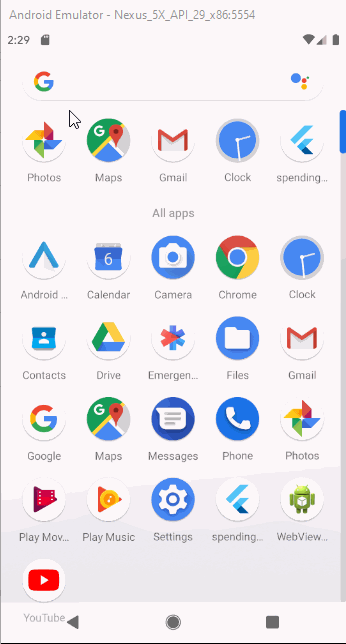 Android Emulator - Nexus_5X_API_29_x86:5554
2:29
Photos Maps Gmail Clock spending...
All apps
Android ... Calendar Camera Chrome Clock
6
Contacts Drive Emergen... Files Gmail
Google Maps Messages Phone Photos
Play Mov... Play Music Settings spending... WebView...
YouTube